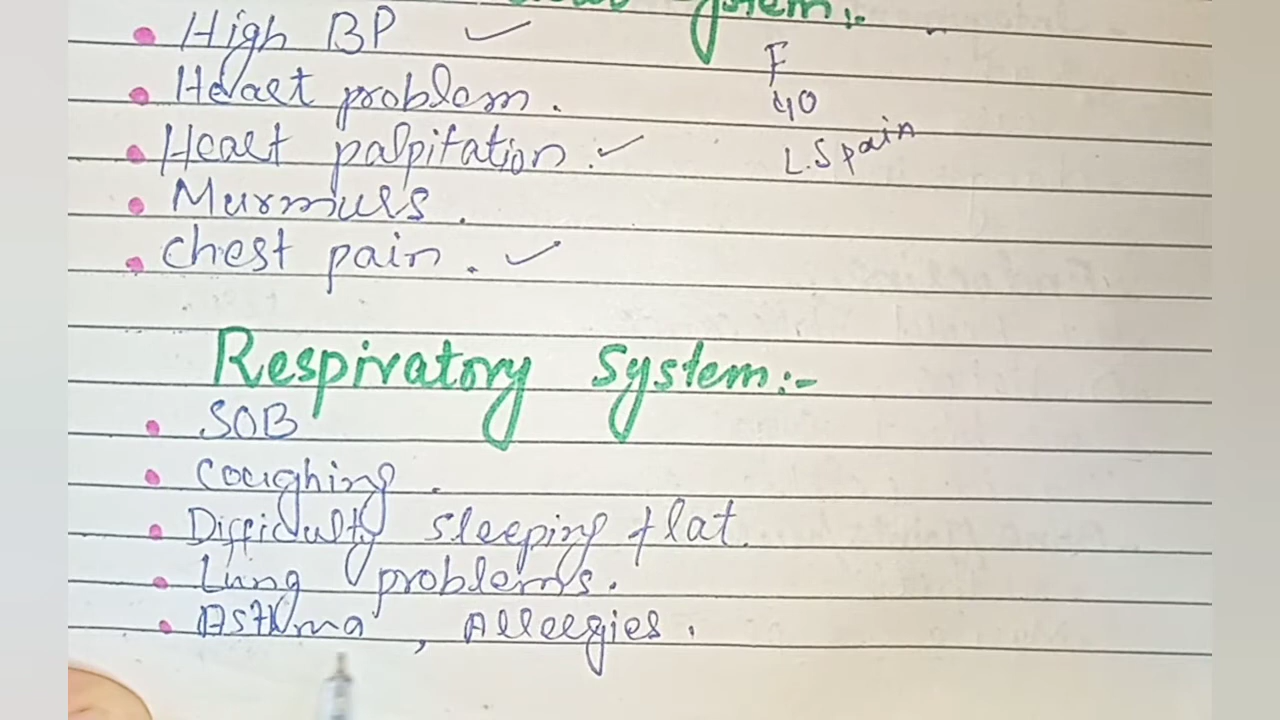 System:-
High BP ✓
F
Heart problem.
40
Heart palpitation. ✓
L.S pain
Murmurs.
Chest pain. ✓
Respiratory System:-
SOB
Coughing.
Difficulty sleeping flat.
Lung problems.
Asthma, Allergies.